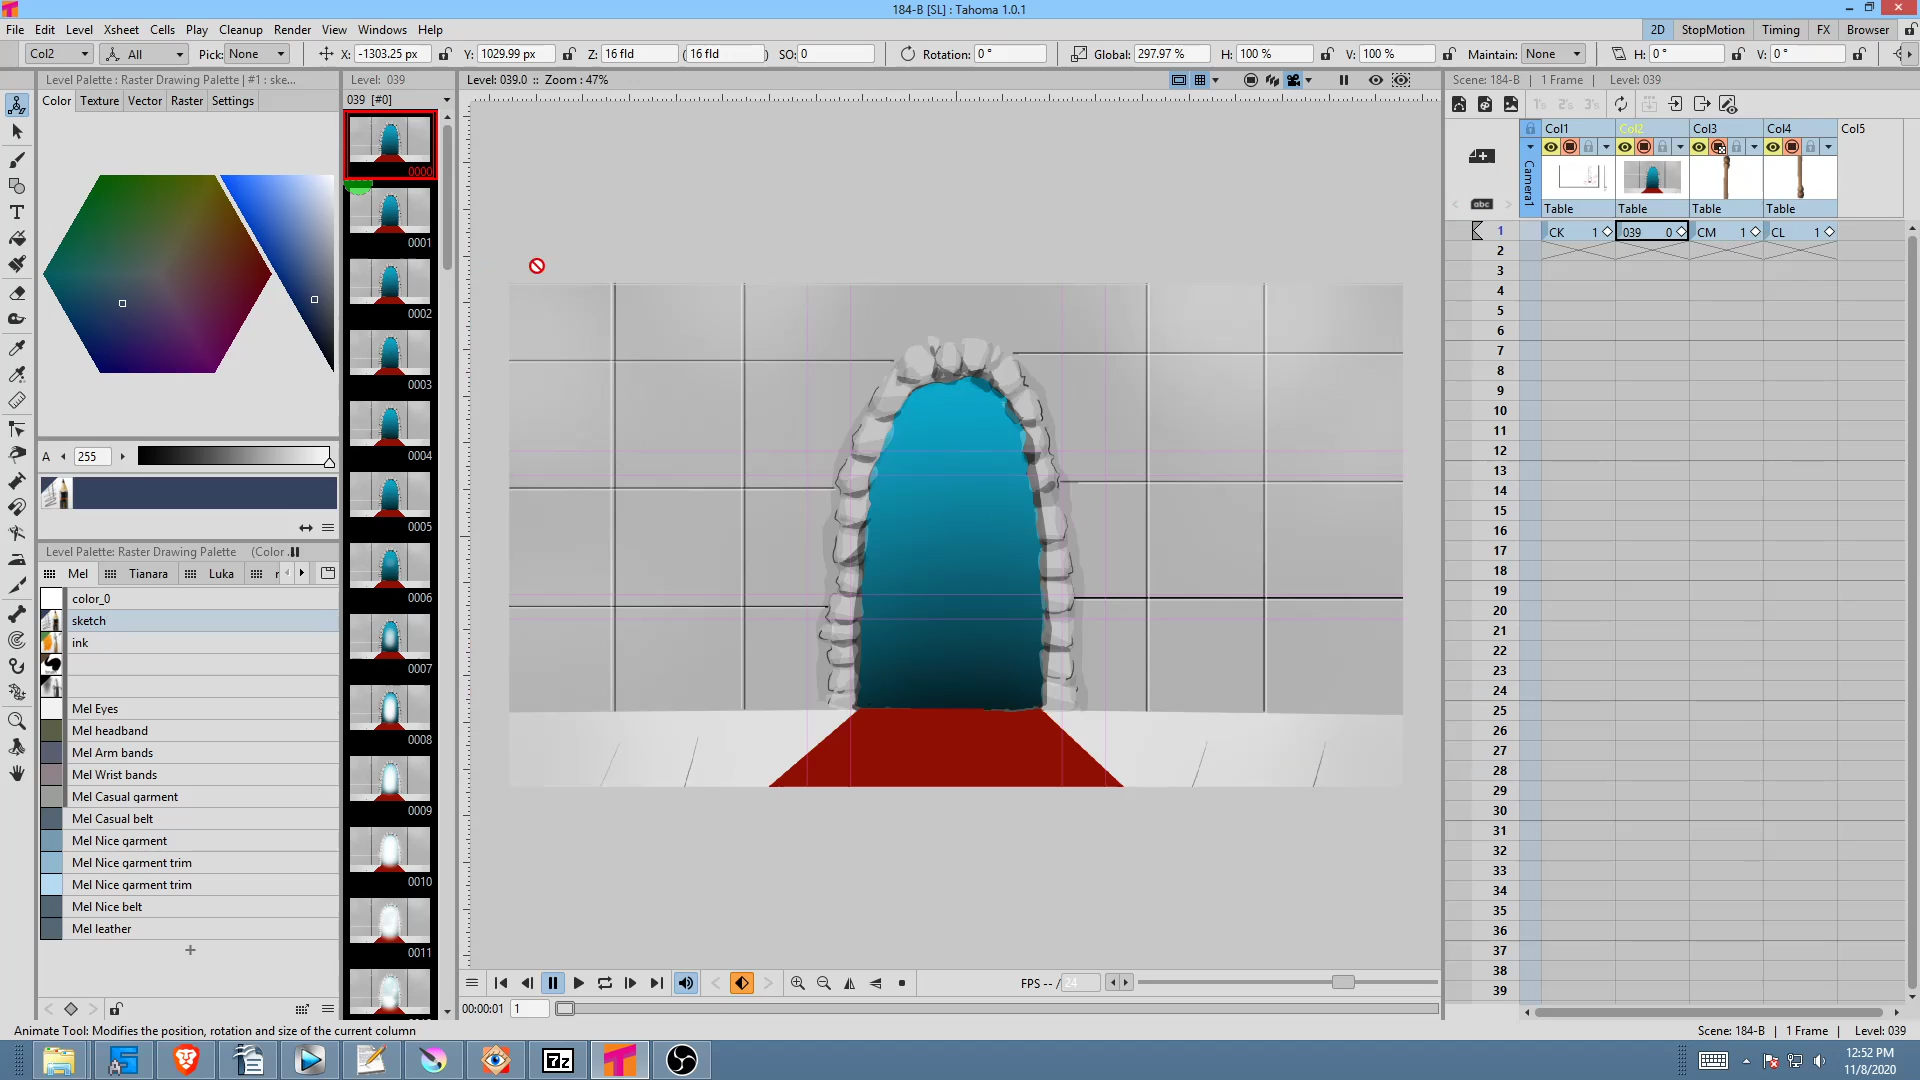 184-B [SL] : Tahoma 1.0.1
File Edit Level Xsheet Cells Play Cleanup Render View Windows Help
2D StopMotion Timing FX Browser
Col2 All Pick: None X: -1303.25 px Y: 1029.99 px Z: 16 fld ( 16 fld ) SO: 0 Rotation: 0 ° Global: 297.97 % H: 100 % V: 100 % Maintain: None H: 0 ° V: 0 °
Level Palette : Raster Drawing Palette | #1 : ske...
Level: 039
Level: 039.0 :: Zoom : 47%
Scene: 184-B | 1 Frame | Level: 039
Color Texture Vector Raster Settings
039 [#0]
1's 2's 3's
Col1 Col2 Col3 Col4 Col5
Camera1
abc
Table Table Table Table
CK 1 039 0 CM 1 CL 1
1
2
3
4
5
6
7
8
9
10
11
12
13
14
15
16
17
18
19
20
21
22
23
24
25
26
27
28
29
30
31
32
33
34
35
36
37
38
39
0000
0001
0002
0003
0004
0005
0006
0007
0008
0009
0010
0011
A 255
Level Palette: Raster Drawing Palette (Color
Mel Tianara Luka
color_0
sketch
ink
Mel Eyes
Mel headband
Mel Arm bands
Mel Wrist bands
Mel Casual garment
Mel Casual belt
Mel Nice garment
Mel Nice garment trim
Mel Nice garment trim
Mel Nice belt
Mel leather
+
FPS -- / 24
00:00:01 1
Animate Tool: Modifies the position, rotation and size of the current column
Scene: 184-B | 1 Frame | Level: 039
7z
12:52 PM
11/8/2020